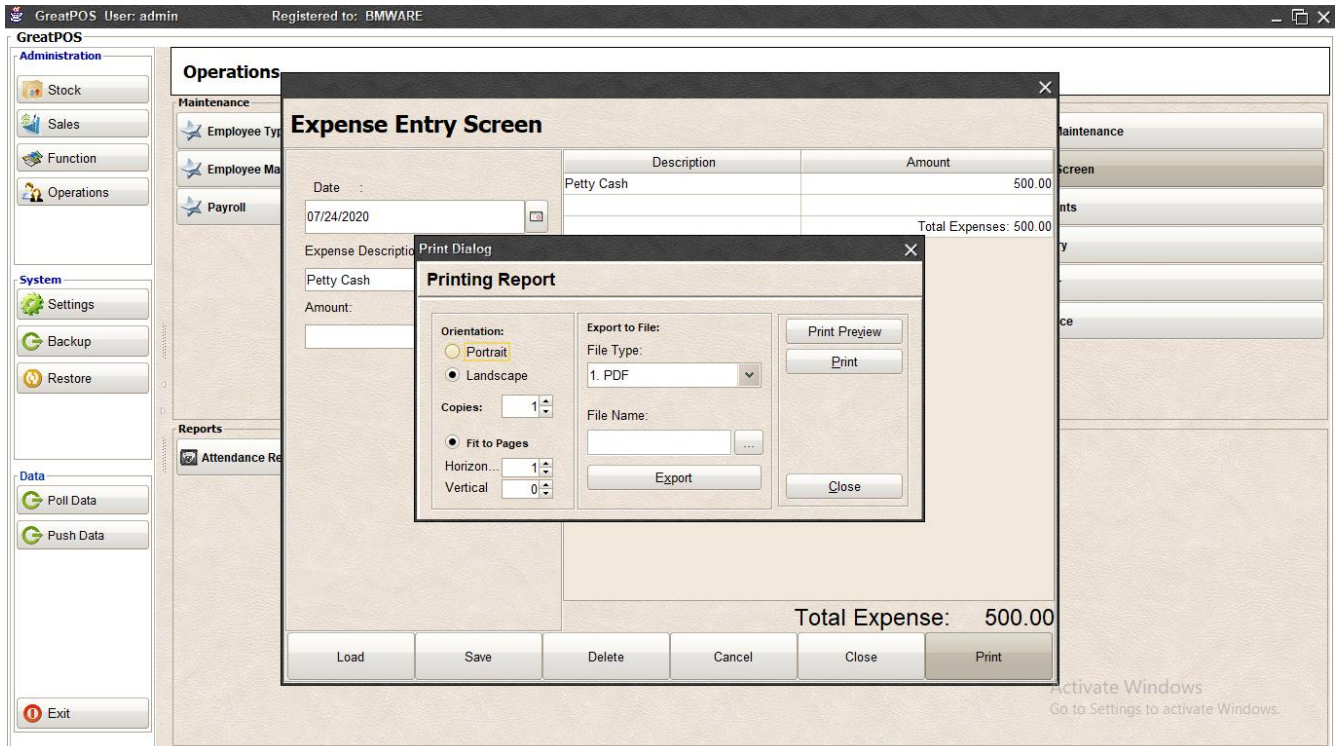 GreatPOS User: admin Registered to: BMWARE
GreatPOS
Administration
Stock
Sales
Function
Operations
System
Settings
Backup
Restore
Data
Poll Data
Push Data
Exit
Operations
Maintenance
Employee Typ
Employee Ma
Payroll
Maintenance
Screen
nts
ry
ce
Reports
Attendance Re
Expense Entry Screen
Date :
07/24/2020
Expense Descriptio
Petty Cash
Amount:
Description Amount
Petty Cash 500.00
Total Expenses: 500.00
Print Dialog
Printing Report
Orientation:
Portrait
Landscape
Copies: 1
Fit to Pages
Horizon... 1
Vertical 0
Export to File:
File Type:
1. PDF
File Name:
...
Export
Print Preview
Print
Close
Total Expense: 500.00
Load Save Delete Cancel Close Print
Activate Windows
Go to Settings to activate Windows.